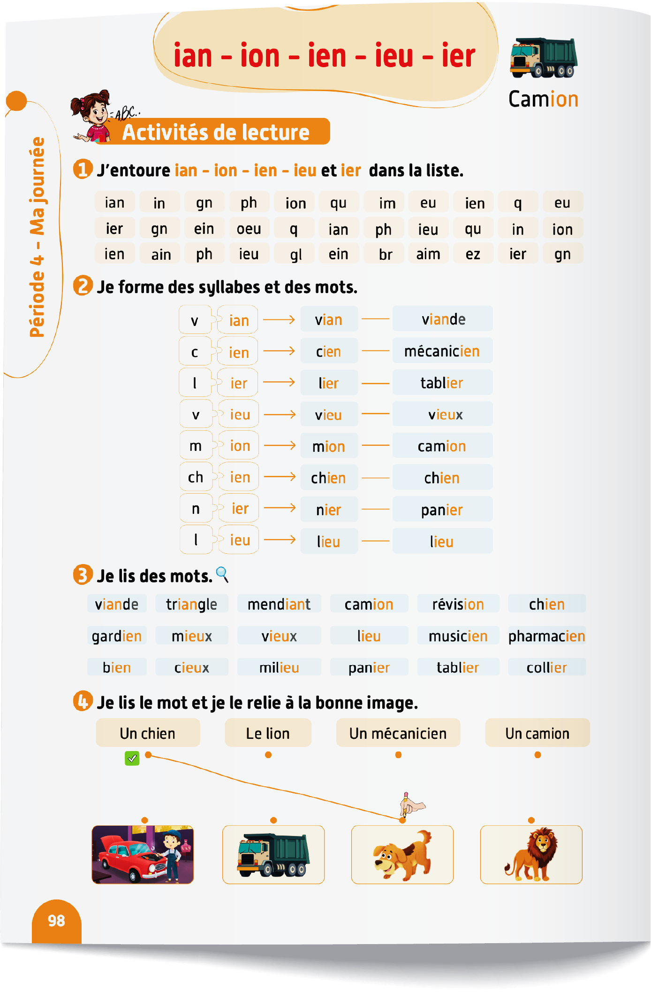 ian - ion - ien - ieu - ier
Camion
ABC..
Activités de lecture
Période 4 - Ma journée
1 J'entoure ian - ion - ien - ieu et ier dans la liste.
ian in gn ph ion qu im eu ien q eu
ier gn ein oeu q ian ph ieu qu in ion
ien ain ph ieu gl ein br aim ez ier gn
2 Je forme des syllabes et des mots.
v ian vian viande
c ien cien mécanicien
l ier lier tablier
v ieu vieu vieux
m ion mion camion
ch ien chien chien
n ier nier panier
l ieu lieu lieu
3 Je lis des mots.
viande triangle mendiant camion révision chien
gardien mieux vieux lieu musicien pharmacien
bien cieux milieu panier tablier collier
4 Je lis le mot et je le relie à la bonne image.
Un chien Le lion Un mécanicien Un camion
98